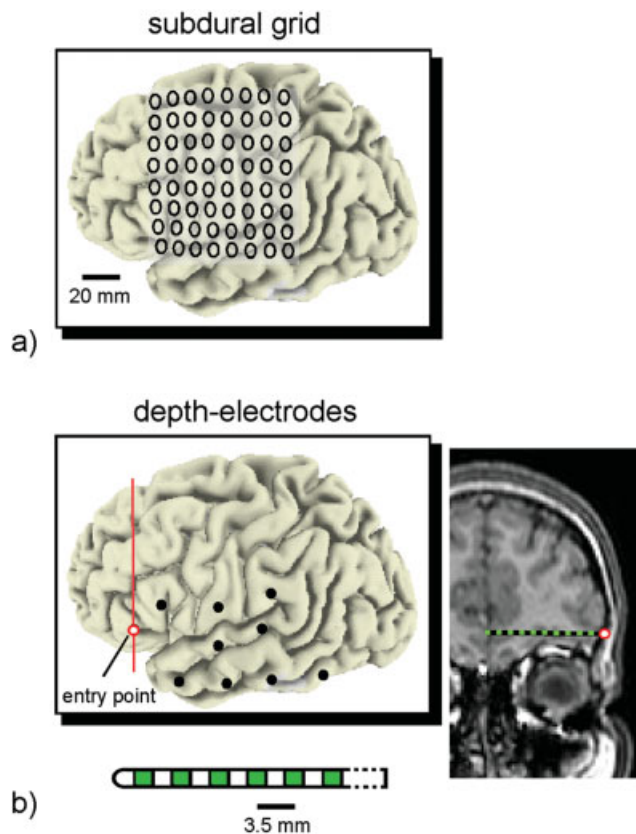 subdural grid
20 mm
a)
depth-electrodes
entry point
b)
3.5 mm